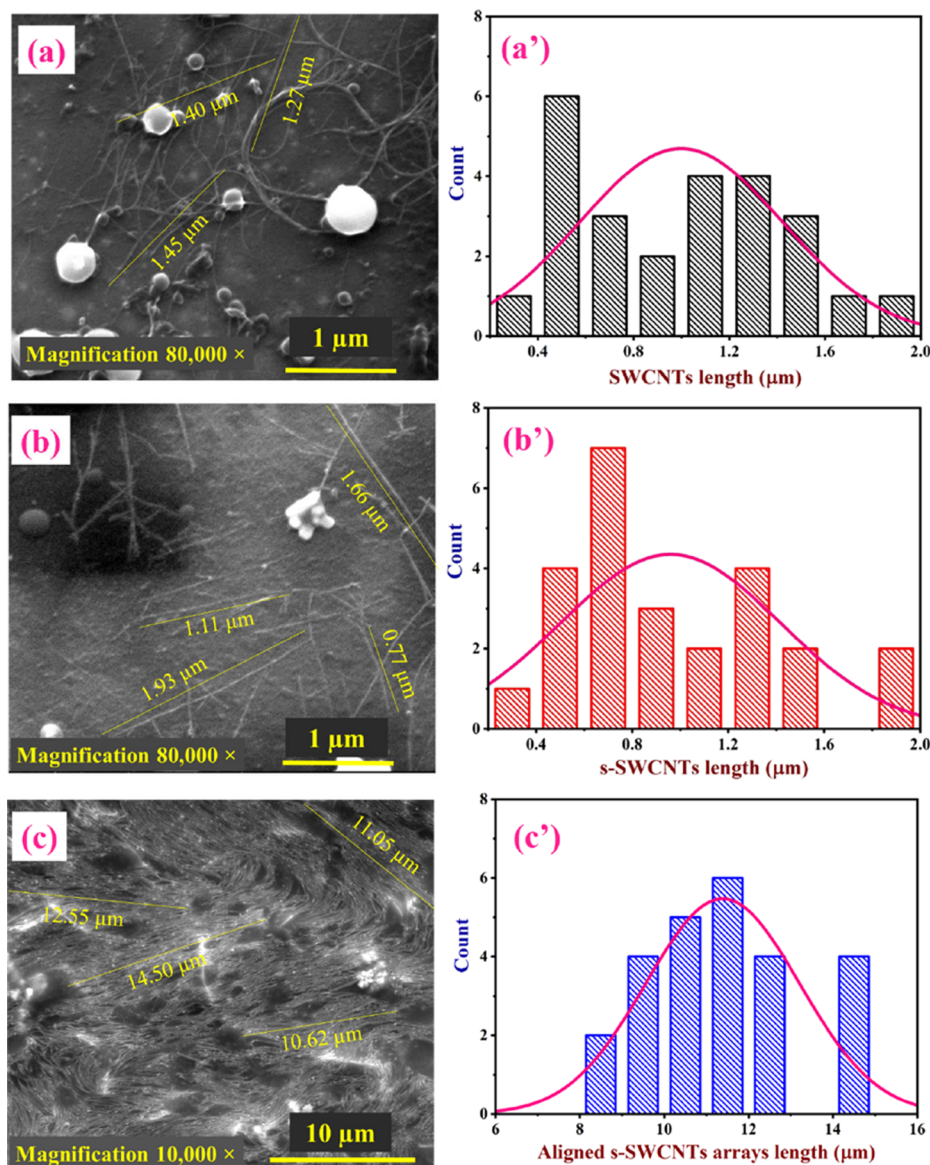 (a)
1.40 µm
1.27 µm
1.45 µm
1 µm
Magnification 80,000 ×
(a’)
8
6
4
2
0
Count
0.4 0.8 1.2 1.6 2.0
SWCNTs length (µm)
(b)
1.66 µm
1.11 µm
0.77 µm
1.93 µm
1 µm
Magnification 80,000 ×
(b’)
8
6
4
2
0
Count
0.4 0.8 1.2 1.6 2.0
s-SWCNTs length (µm)
(c)
11.05 µm
12.55 µm
14.50 µm
10.62 µm
10 µm
Magnification 10,000 ×
(c’)
8
6
4
2
0
Count
6 8 10 12 14 16
Aligned s-SWCNTs arrays length (µm)